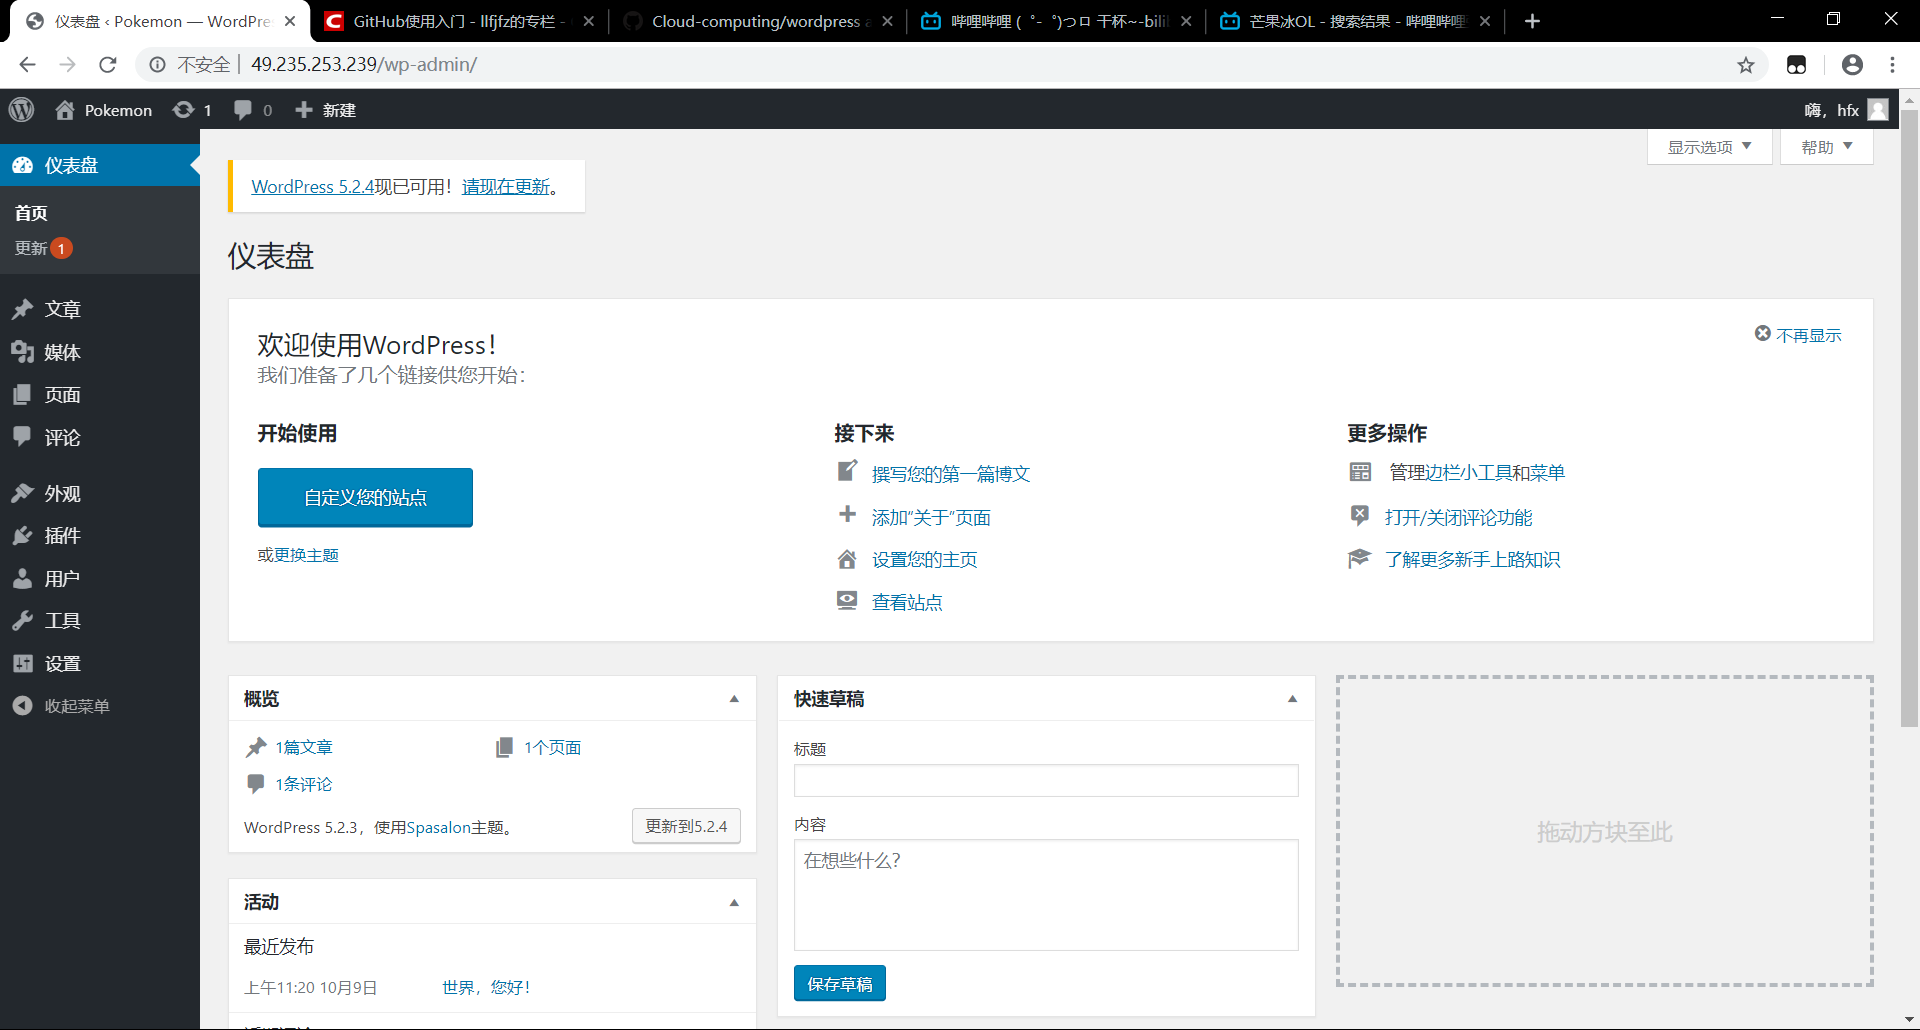 仪表盘 ‹ Pokemon — WordPre
GitHub使用入门 - llfjfz的专栏 -
Cloud-computing/wordpress a
哔哩哔哩 ( ゜- ゜)つロ 干杯~-bili
芒果冰OL - 搜索结果 - 哔哩哔哩
不安全 | 49.235.253.239/wp-admin/
Pokemon 1 0 新建
嗨，hfx
仪表盘
首页
更新 1
文章
媒体
页面
评论
外观
插件
用户
工具
设置
收起菜单
显示选项
帮助
WordPress 5.2.4现已可用！请现在更新。
仪表盘
欢迎使用WordPress！
不再显示
我们准备了几个链接供您开始：
开始使用
自定义您的站点
或更换主题
接下来
撰写您的第一篇博文
添加“关于”页面
设置您的主页
查看站点
更多操作
管理边栏小工具和菜单
打开/关闭评论功能
了解更多新手上路知识
概览
1篇文章
1个页面
1条评论
WordPress 5.2.3，使用Spasalon主题。
更新到5.2.4
活动
最近发布
上午11:20 10月9日
世界，您好！
快速草稿
标题
内容
在想些什么？
保存草稿
拖动方块至此